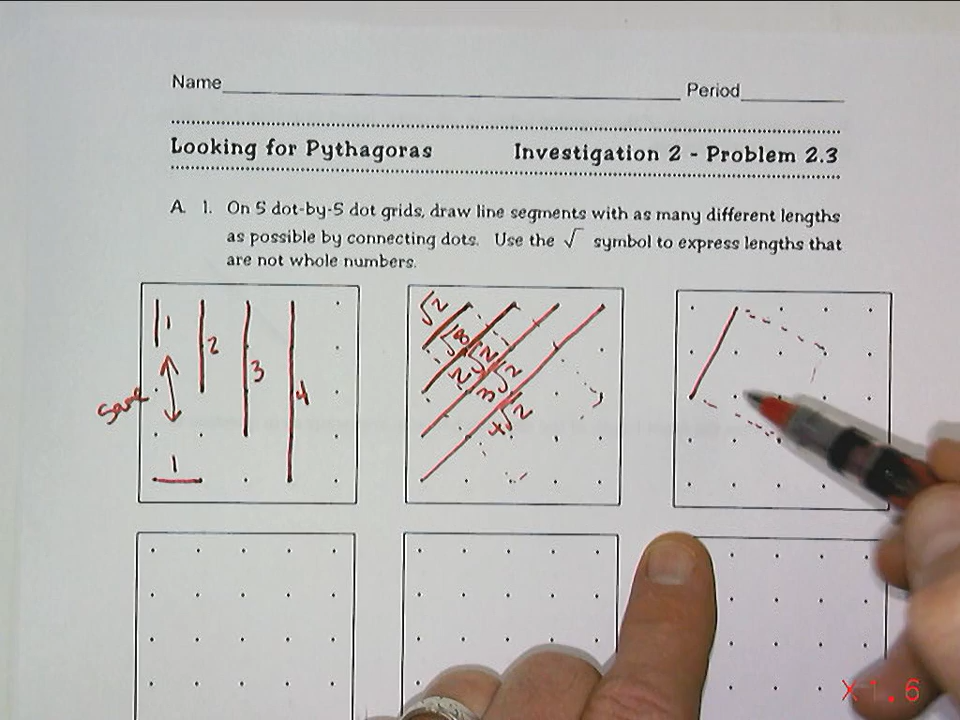 Name Period
Looking for Pythagoras Investigation 2 - Problem 2.3
A. 1. On 5 dot-by-5 dot grids, draw line segments with as many different lengths
as possible by connecting dots. Use the √ symbol to express lengths that
are not whole numbers.
1 2 3 4
same
1
√2
√8
2√2
3√2
4√2
X1.6